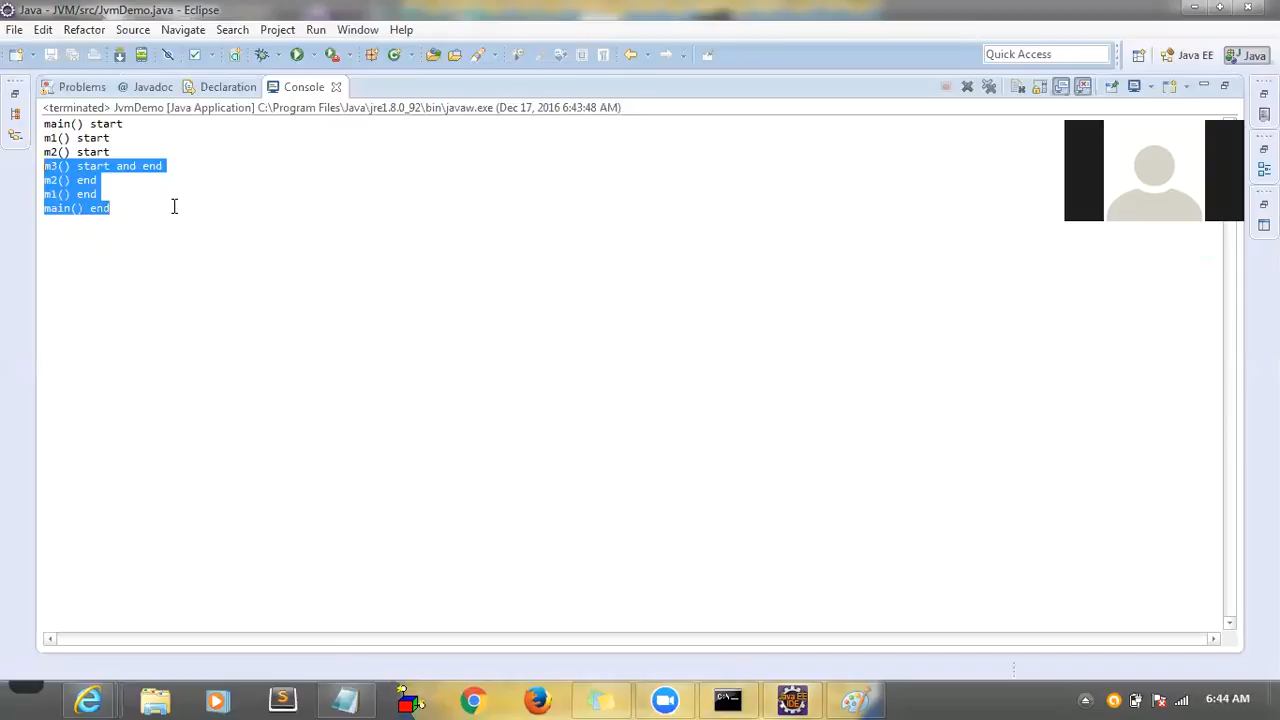 Java - JVM/src/JvmDemo.java - Eclipse
File Edit Refactor Source Navigate Search Project Run Window Help
Quick Access
Java EE
Java
Problems
@ Javadoc
Declaration
Console
<terminated> JvmDemo [Java Application] C:\Program Files\Java\jre1.8.0_92\bin\javaw.exe (Dec 17, 2016 6:43:48 AM)
main() start
m1() start
m2() start
m3() start and end
m2() end
m1() end
main() end
6:44 AM